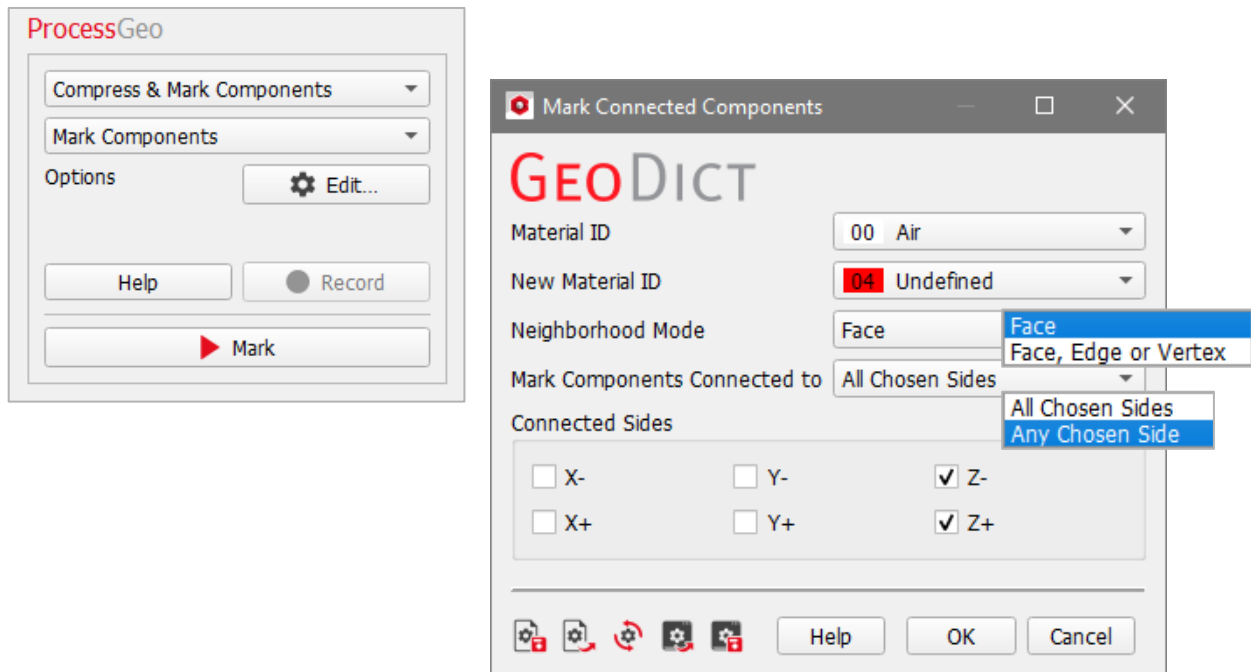 ProcessGeo
Compress & Mark Components
Mark Components
Options
Edit...
Help
Record
Mark
Mark Connected Components
GEODICT
Material ID
00 Air
New Material ID
04 Undefined
Neighborhood Mode
Face
Face
Face, Edge or Vertex
Mark Components Connected to
All Chosen Sides
All Chosen Sides
Any Chosen Side
Connected Sides
X- Y- Z-
X+ Y+ Z+
Help
OK
Cancel